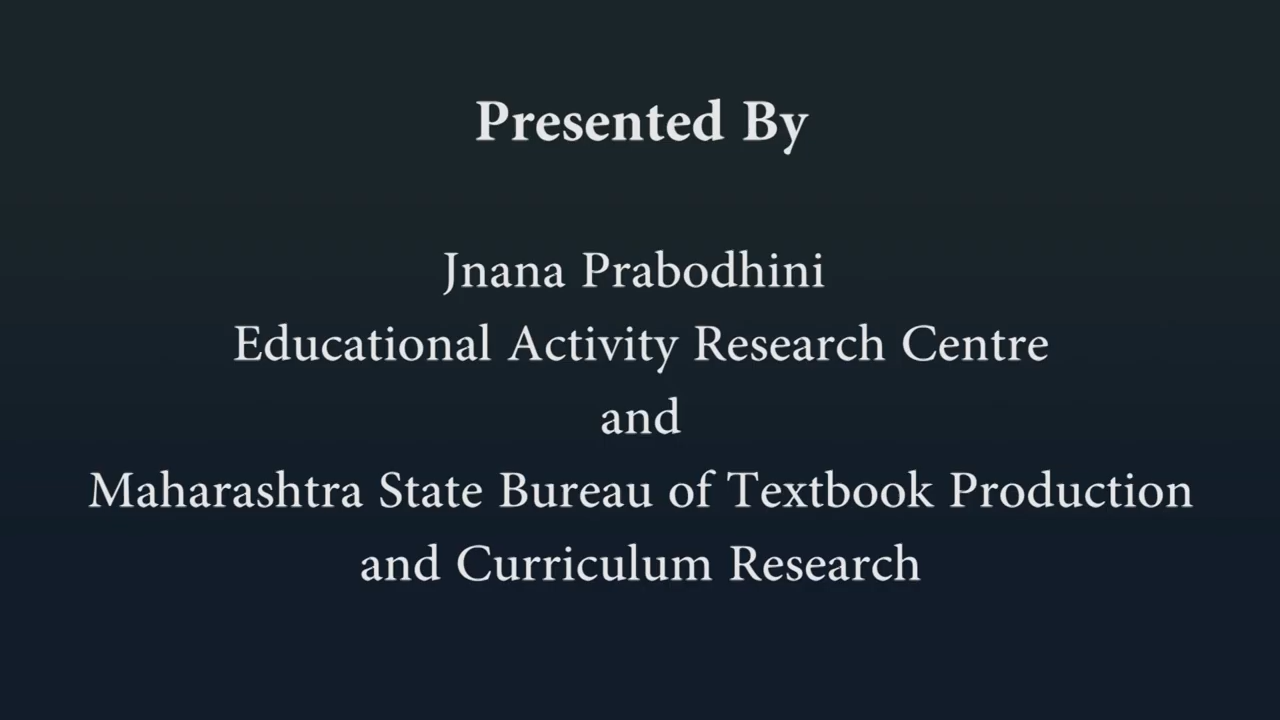 Presented By
Jnana Prabodhini
Educational Activity Research Centre
and
Maharashtra State Bureau of Textbook Production
and Curriculum Research